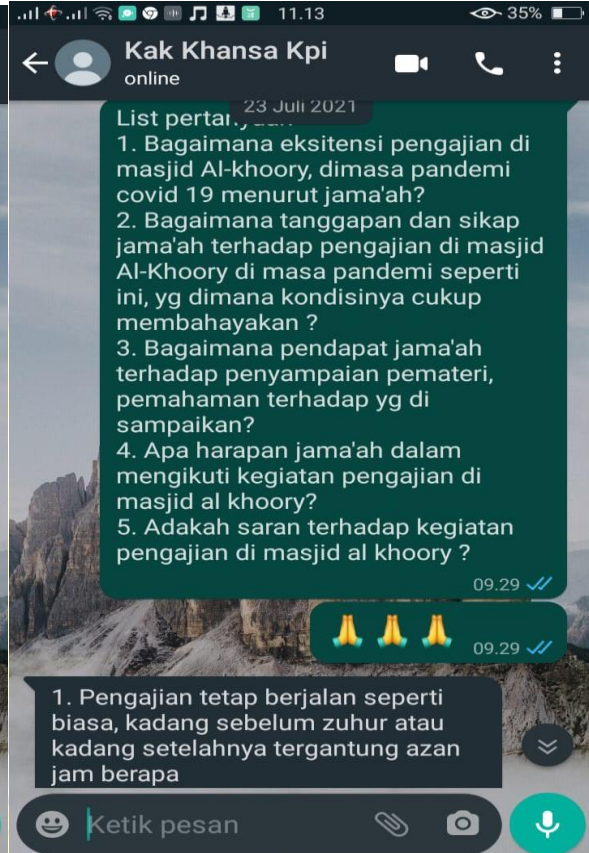 11.13
35%
Kak Khansa Kpi
online
23 Juli 2021
List
1. Bagaimana eksitensi pengajian di
masjid Al-khoory, dimasa pandemi
covid 19 menurut jama'ah?
2. Bagaimana tanggapan dan sikap
jama'ah terhadap pengajian di masjid
Al-Khoory di masa pandemi seperti
ini, yg dimana kondisinya cukup
membahayakan ?
3. Bagaimana pendapat jama'ah
terhadap penyampaian pemateri,
pemahaman terhadap yg di
sampaikan?
4. Apa harapan jama'ah dalam
mengikuti kegiatan pengajian di
masjid al khoory?
5. Adakah saran terhadap kegiatan
pengajian di masjid al khoory ?
09.29
🙏🙏🙏
09.29
1. Pengajian tetap berjalan seperti
biasa, kadang sebelum zuhur atau
kadang setelahnya tergantung azan
jam berapa
Ketik pesan